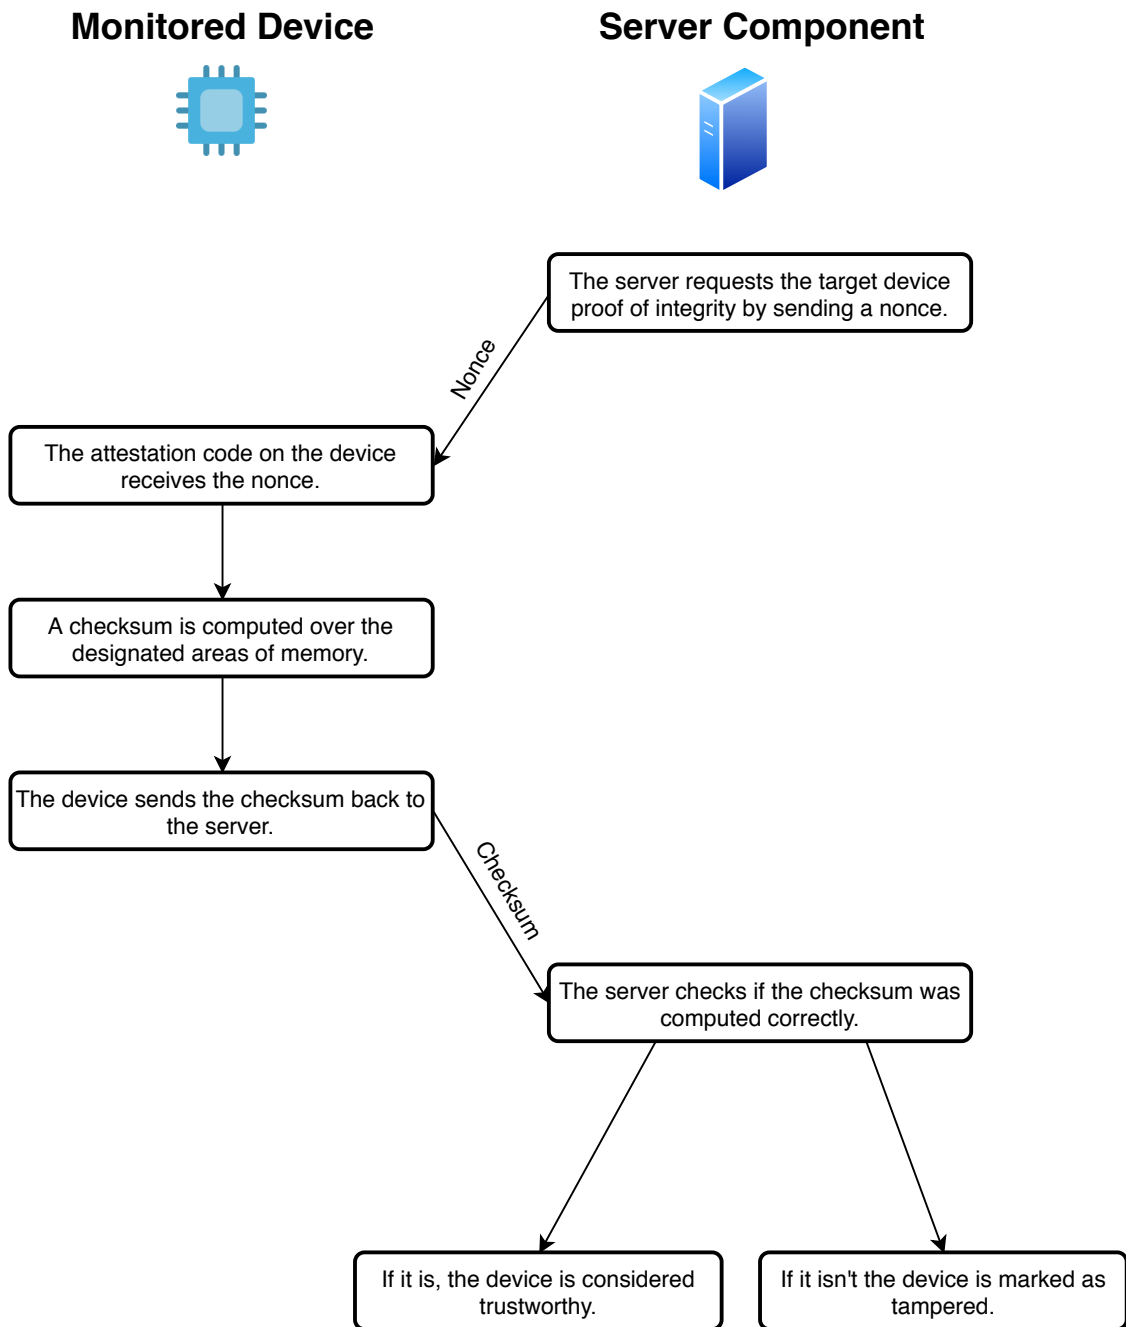 Monitored Device
Server Component
The server requests the target device
proof of integrity by sending a nonce.
Nonce
The attestation code on the device
receives the nonce.
A checksum is computed over the
designated areas of memory.
The device sends the checksum back to
the server.
Checksum
The server checks if the checksum was
computed correctly.
If it is, the device is considered
trustworthy.
If it isn't the device is marked as
tampered.